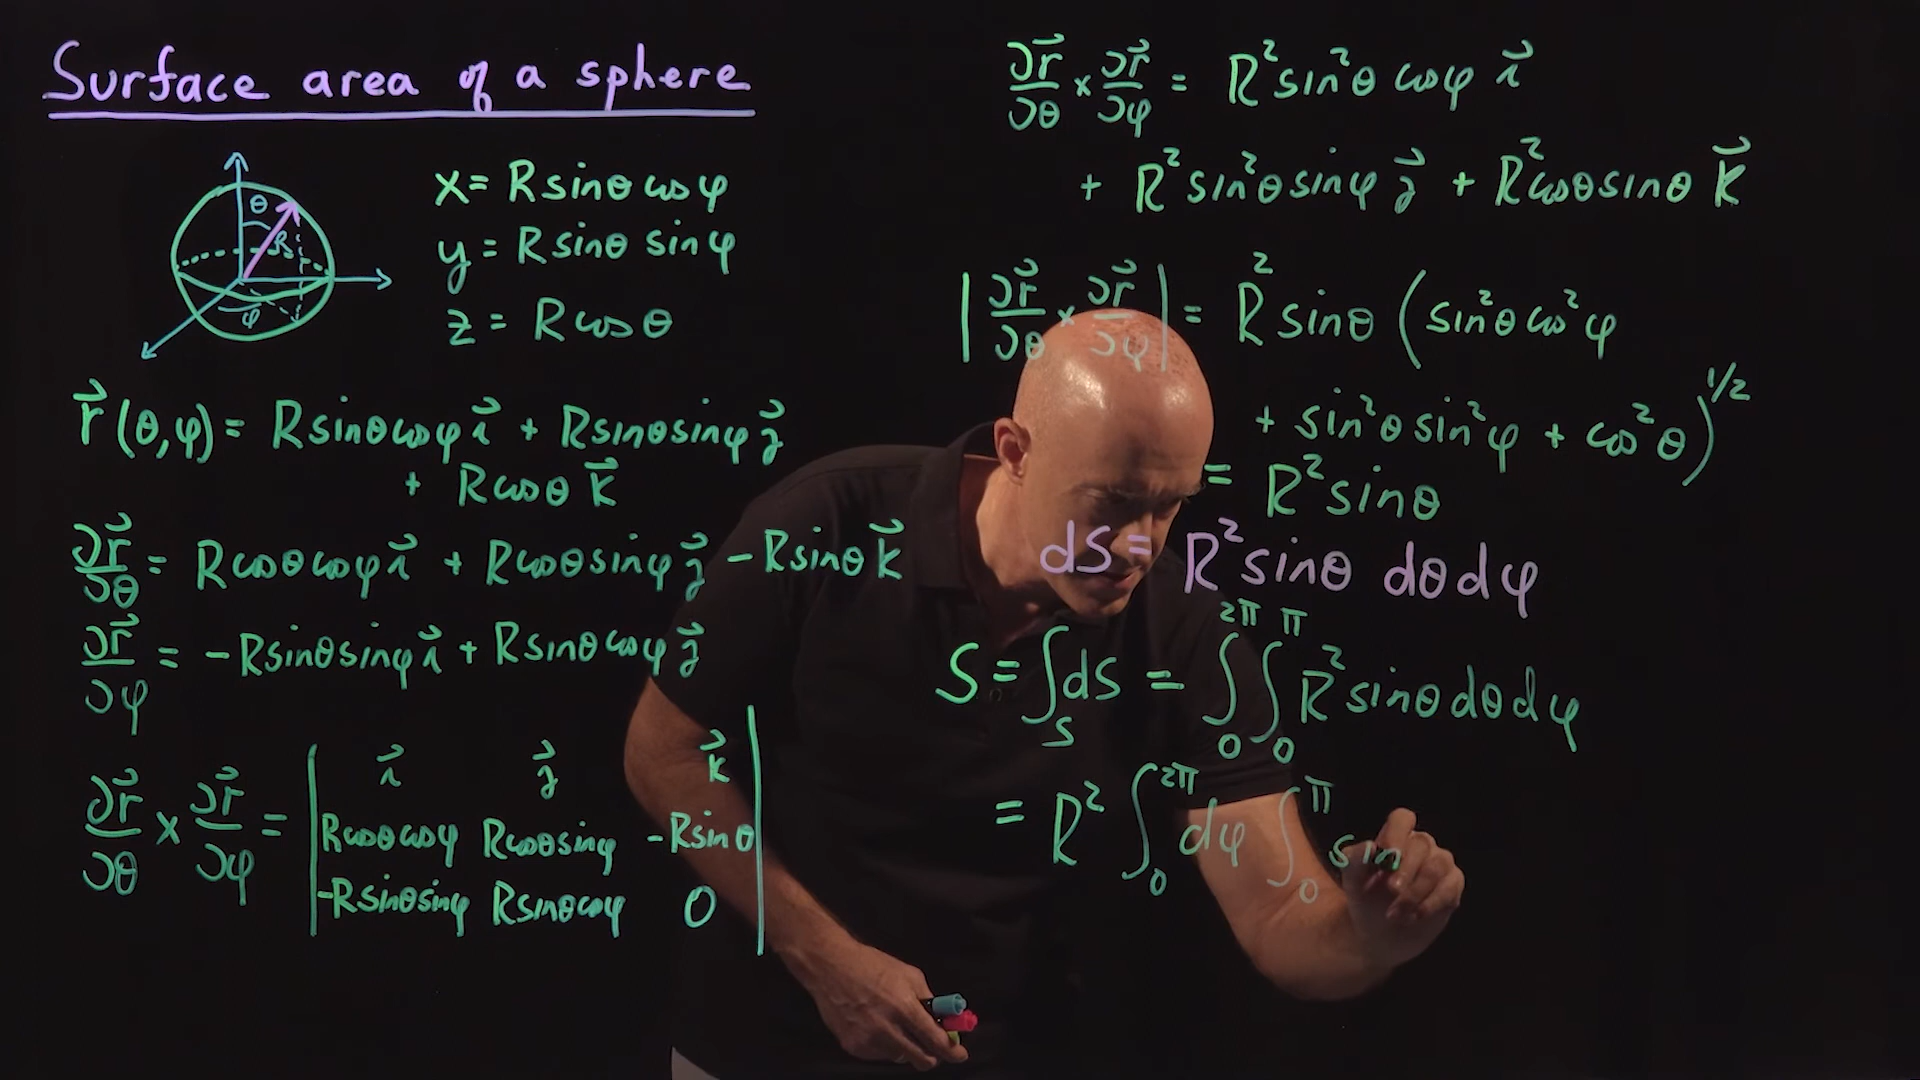 Surface area of a sphere
θ
R
φ
x = R sinθ cosφ
y = R sinθ sinφ
z = R cosθ
r⃗(θ,φ) = R sinθ cosφ i⃗ + R sinθ sinφ j⃗
+ R cosθ k⃗
∂r⃗/∂θ = R cosθ cosφ i⃗ + R cosθ sinφ j⃗ − R sinθ k⃗
∂r⃗/∂φ = −R sinθ sinφ i⃗ + R sinθ cosφ j⃗
∂r⃗/∂θ × ∂r⃗/∂φ = | i⃗ j⃗ k⃗ |
R cosθ cosφ R cosθ sinφ −R sinθ
−R sinθ sinφ R sinθ cosφ 0
∂r⃗/∂θ × ∂r⃗/∂φ = R² sin²θ cosφ i⃗
+ R² sin²θ sinφ j⃗ + R² cosθ sinθ k⃗
|∂r⃗/∂θ × ∂r⃗/∂φ| = R² sinθ (sin²θ cos²φ
+ sin²θ sin²φ + cos²θ)^1/2
= R² sinθ
dS = R² sinθ dθ dφ
S = ∫_S dS = ∫_0^2π ∫_0^π R² sinθ dθ dφ
= R² ∫_0^2π dφ ∫_0^π sin